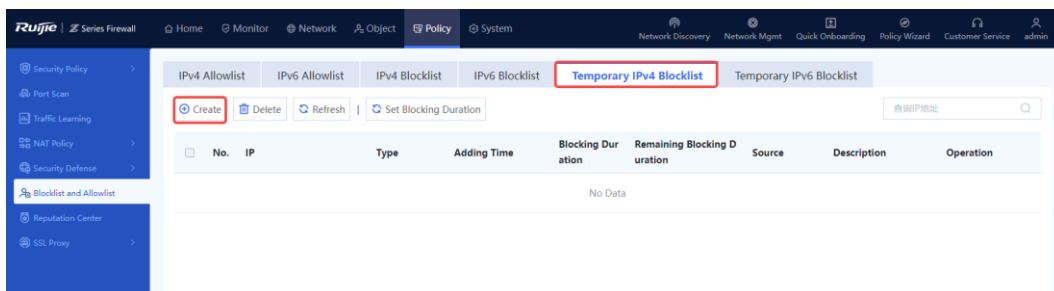 Ruijie | Z Series Firewall Home Monitor Network Object Policy System Network Discovery Network Mgmt Quick Onboarding Policy Wizard Customer Service admin
Security Policy
Port Scan
Traffic Learning
NAT Policy
Security Defense
Blocklist and Allowlist
Reputation Center
SSL Proxy
IPv4 Allowlist IPv6 Allowlist IPv4 Blocklist IPv6 Blocklist Temporary IPv4 Blocklist Temporary IPv6 Blocklist
Create Delete Refresh | Set Blocking Duration 查询IP地址
No. IP Type Adding Time Blocking Dur
ation Remaining Blocking D
uration Source Description Operation
No Data